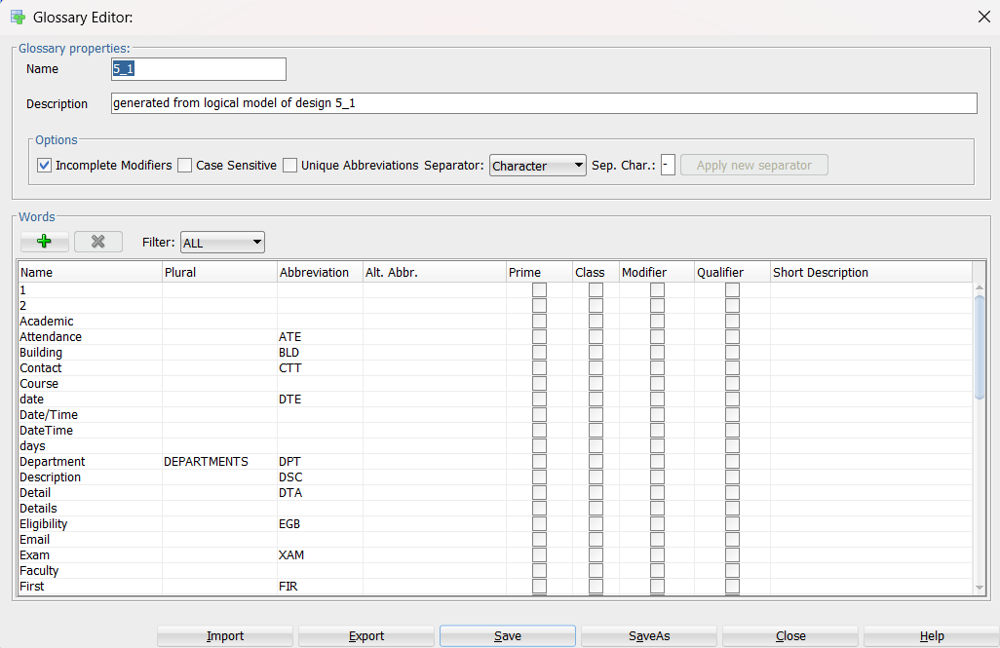 Glossary Editor:
Glossary properties:
Name 5_1
Description generated from logical model of design 5_1
Options
Incomplete Modifiers Case Sensitive Unique Abbreviations Separator: Character Sep. Char.: - Apply new separator
Words
Filter: ALL
Name Plural Abbreviation Alt. Abbr. Prime Class Modifier Qualifier Short Description
1
2
Academic
Attendance ATE
Building BLD
Contact CTT
Course
date DTE
Date/Time
DateTime
days
Department DEPARTMENTS DPT
Description DSC
Detail DTA
Details
Eligibility EGB
Email
Exam XAM
Faculty
First FIR
Import Export Save SaveAs Close Help